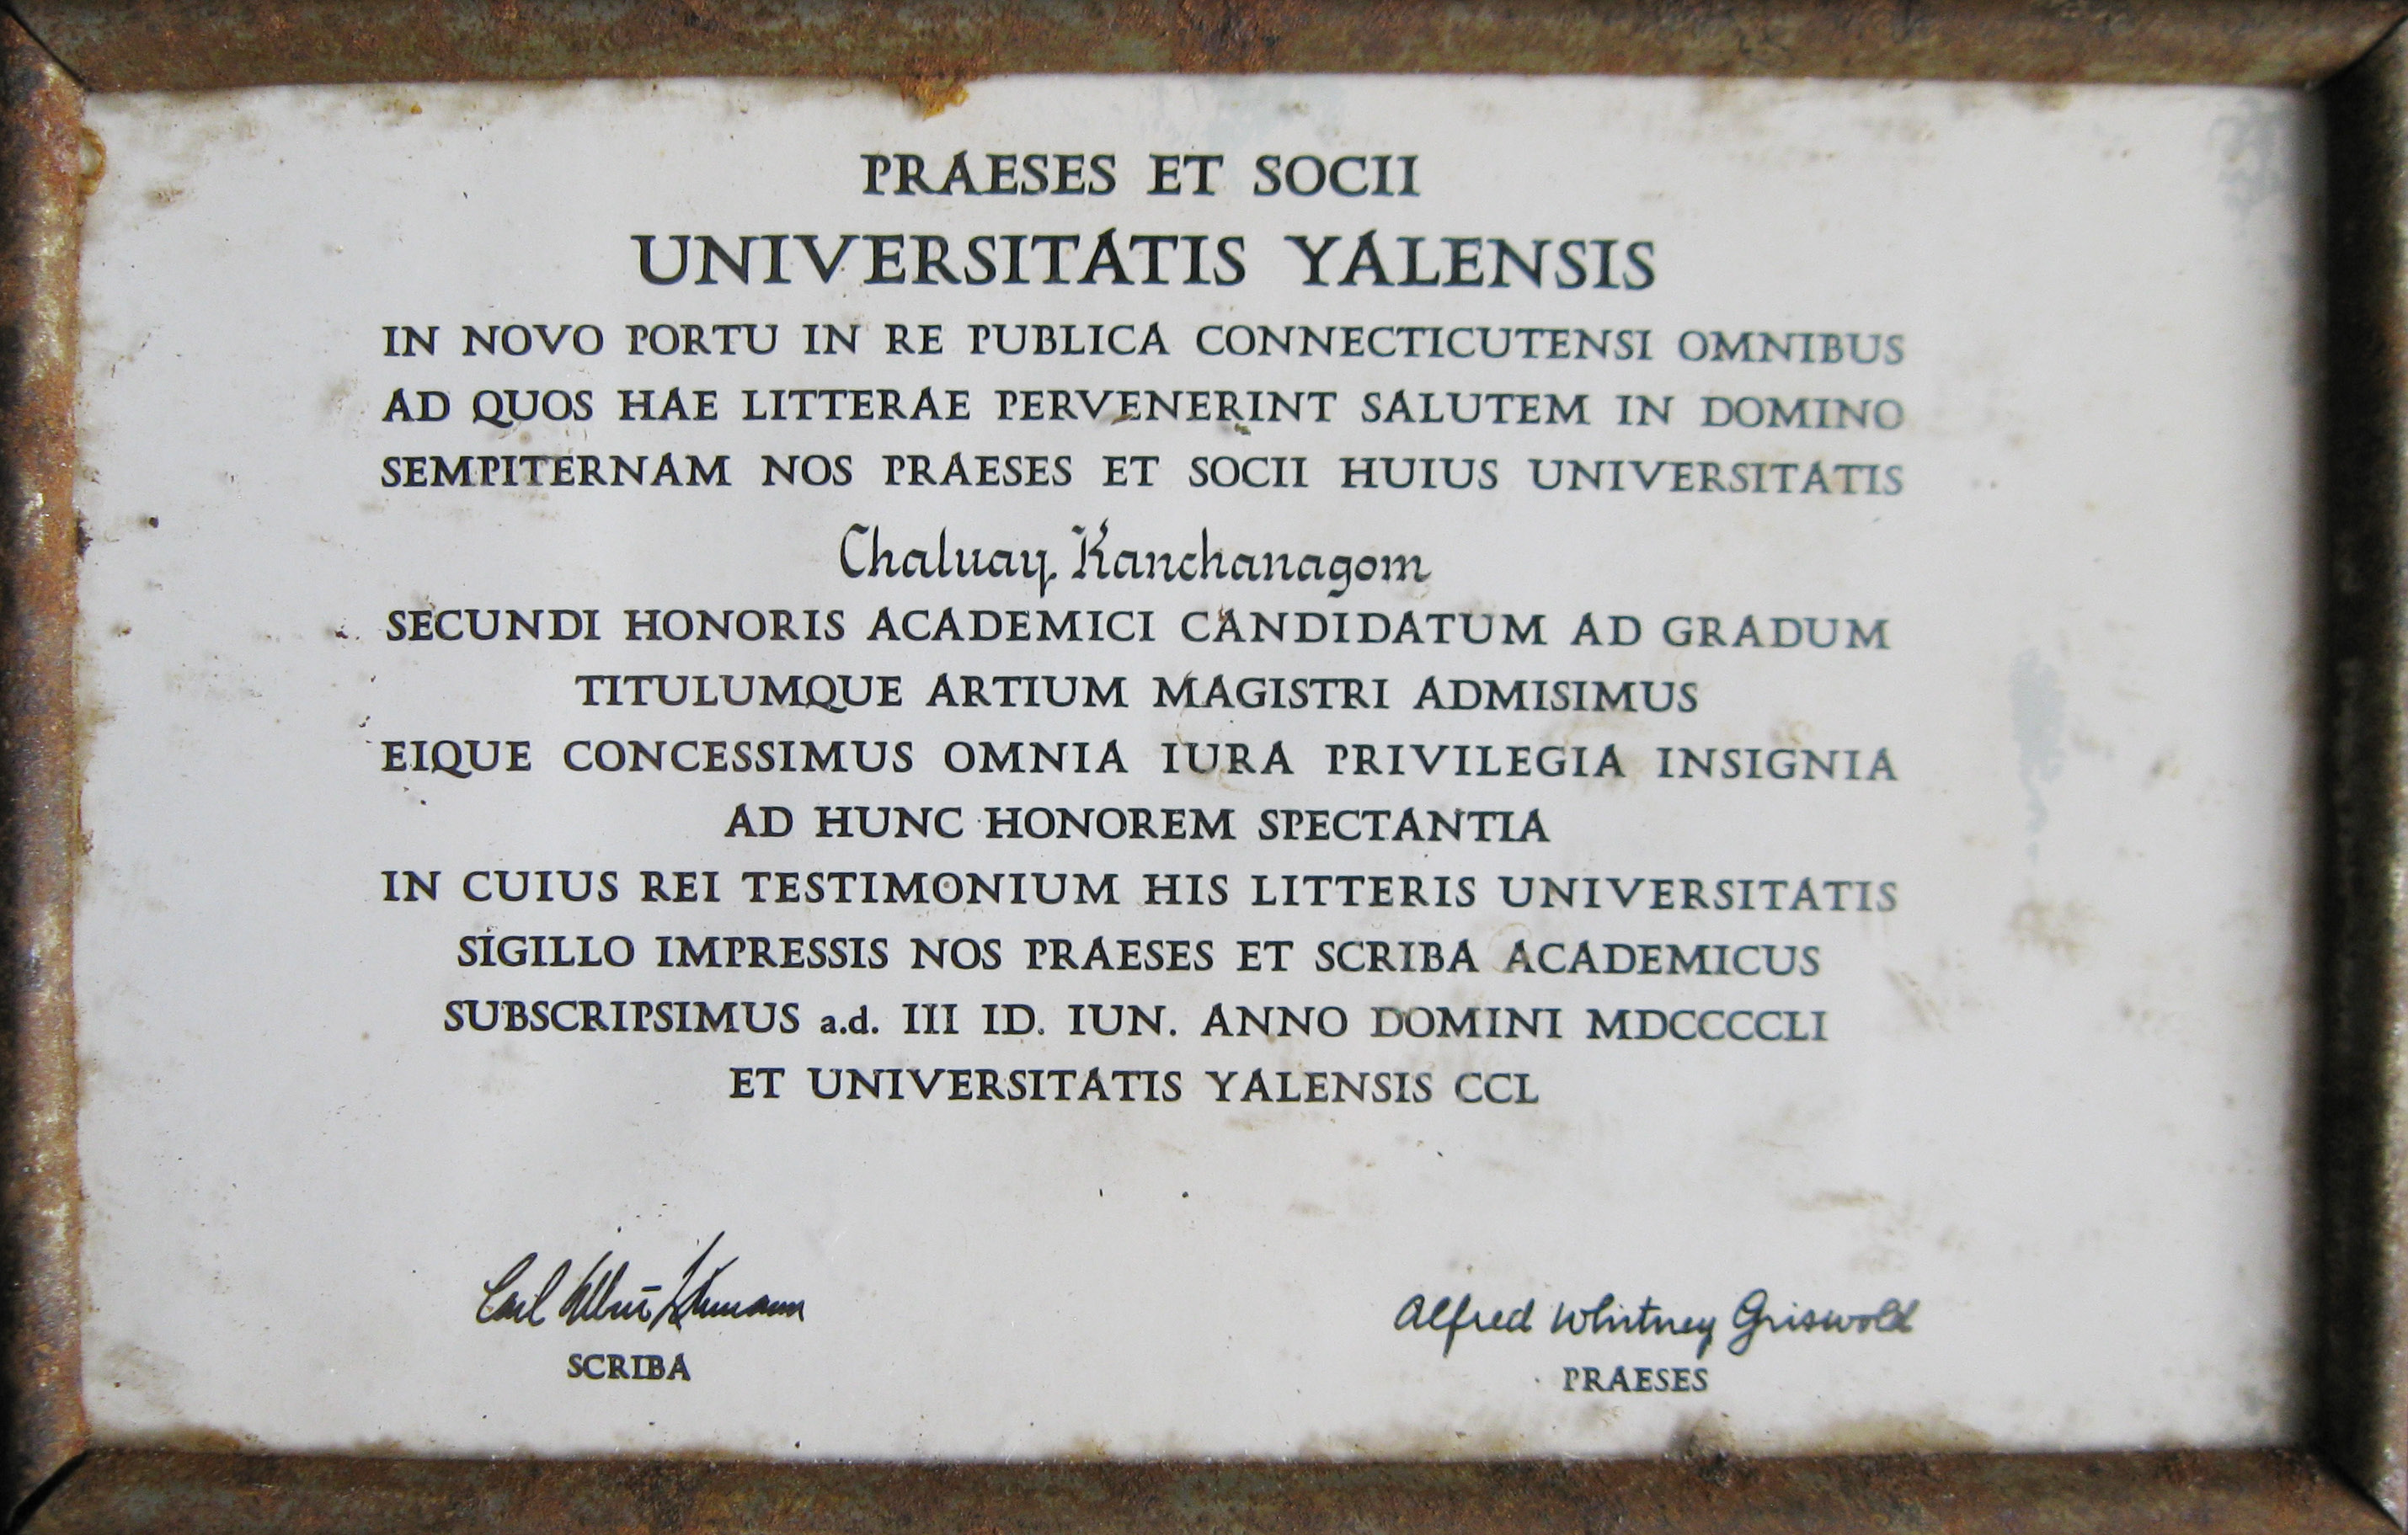 PRAESES ET SOCII
UNIVERSITATIS YALENSIS
IN NOVO PORTU IN RE PUBLICA CONNECTICUTENSI OMNIBUS
AD QUOS HAE LITTERAE PERVENERINT SALUTEM IN DOMINO
SEMPITERNAM NOS PRAESES ET SOCII HUIUS UNIVERSITATIS
Chaluay Kanchanagom
SECUNDI HONORIS ACADEMICI CANDIDATUM AD GRADUM
TITULUMQUE ARTIUM MAGISTRI ADMISIMUS
EIQUE CONCESSIMUS OMNIA IURA PRIVILEGIA INSIGNIA
AD HUNC HONOREM SPECTANTIA
IN CUIUS REI TESTIMONIUM HIS LITTERIS UNIVERSITATIS
SIGILLO IMPRESSIS NOS PRAESES ET SCRIBA ACADEMICUS
SUBSCRIPSIMUS a.d. III ID. IUN. ANNO DOMINI MDCCCCLI
ET UNIVERSITATIS YALENSIS CCL
Carl Alfred Whitney Griswold
SCRIBA PRAESES